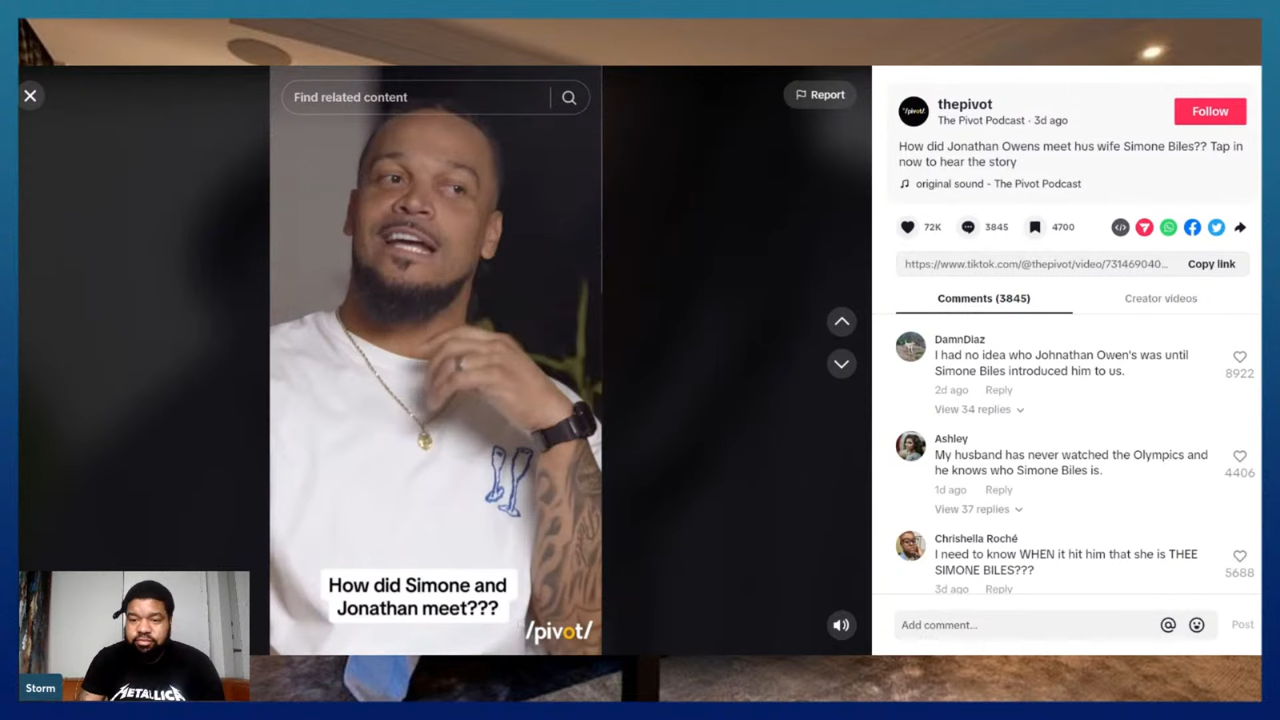 Find related content
Report
thepivot
The Pivot Podcast · 3d ago
Follow
How did Jonathan Owens meet hus wife Simone Biles?? Tap in
now to hear the story
original sound - The Pivot Podcast
72K
3845
4700
https://www.tiktok.com/@thepivot/video/731469040...
Copy link
Comments (3845)
Creator videos
DamnDiaz
I had no idea who Johnathan Owen's was until
Simone Biles introduced him to us.
8922
2d ago Reply
View 34 replies
Ashley
My husband has never watched the Olympics and
he knows who Simone Biles is.
4406
1d ago Reply
View 37 replies
Chrishella Roché
I need to know WHEN it hit him that she is THEE
SIMONE BILES???
5688
3d ago Reply
Add comment...
Post
How did Simone and
Jonathan meet???
/pivot/
METALLICA
Storm